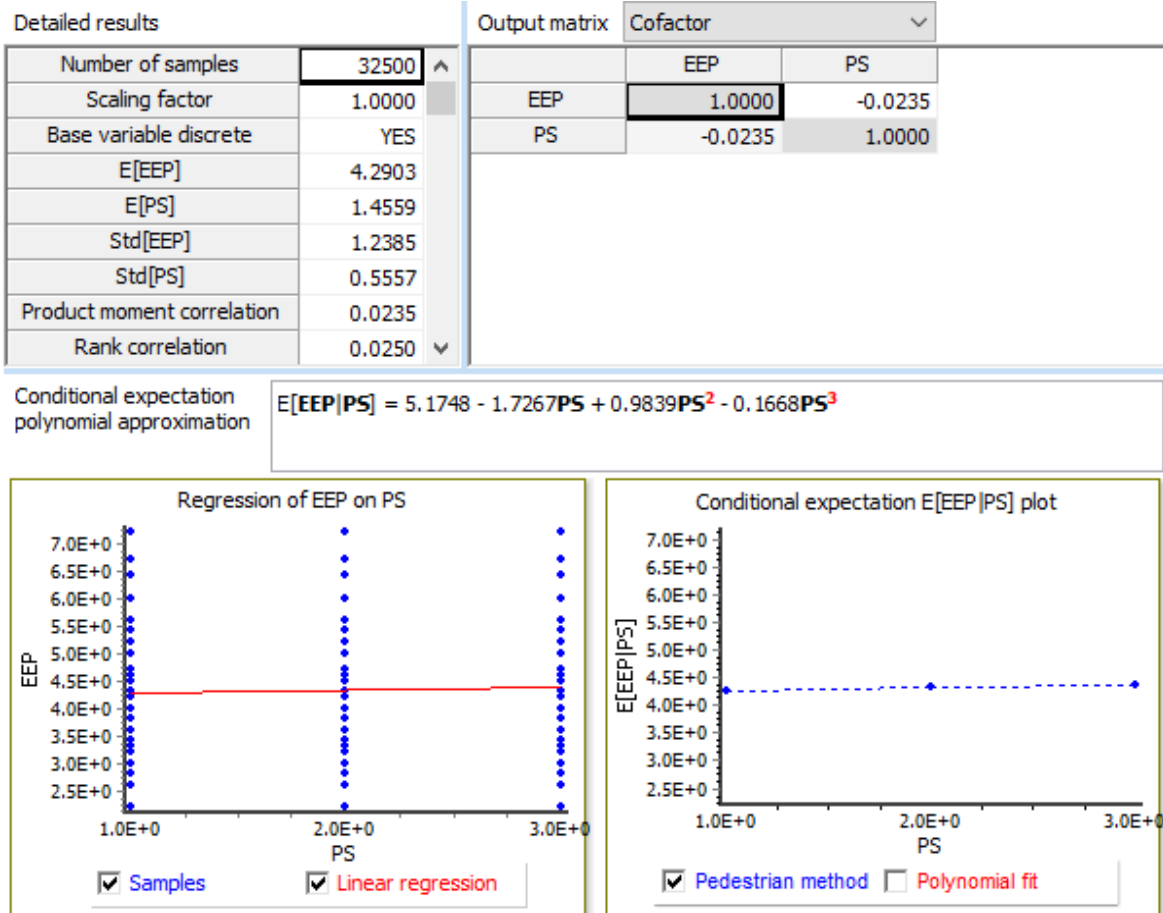 Detailed results
Number of samples 32500
Scaling factor 1.0000
Base variable discrete YES
E[EEP] 4.2903
E[PS] 1.4559
Std[EEP] 1.2385
Std[PS] 0.5557
Product moment correlation 0.0235
Rank correlation 0.0250
Output matrix Cofactor
EEP PS
EEP 1.0000 -0.0235
PS -0.0235 1.0000
Conditional expectation
polynomial approximation
E[EEP|PS] = 5.1748 - 1.7267PS + 0.9839PS² - 0.1668PS³
Regression of EEP on PS
EEP
7.0E+0
6.5E+0
6.0E+0
5.5E+0
5.0E+0
4.5E+0
4.0E+0
3.5E+0
3.0E+0
2.5E+0
1.0E+0 2.0E+0 3.0E+0
PS
Samples Linear regression
Conditional expectation E[EEP|PS] plot
E[EEP|PS]
7.0E+0
6.5E+0
6.0E+0
5.5E+0
5.0E+0
4.5E+0
4.0E+0
3.5E+0
3.0E+0
2.5E+0
1.0E+0 2.0E+0 3.0E+0
PS
Pedestrian method Polynomial fit